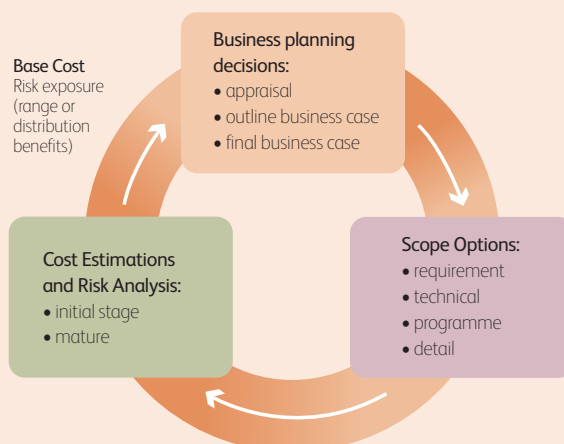 Business planning
decisions:
• appraisal
• outline business case
• final business case
Base Cost
Risk exposure
(range or
distribution
benefits)
Scope Options:
• requirement
• technical
• programme
• detail
Cost Estimations
and Risk Analysis:
• initial stage
• mature